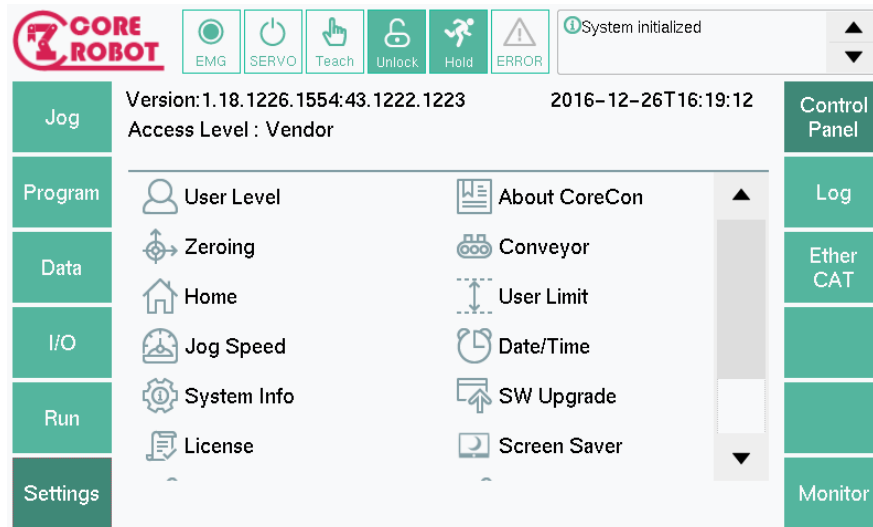 CORE
ROBOT
EMG
SERVO
Teach
Unlock
Hold
ERROR
System initialized
Jog
Program
Data
I/O
Run
Settings
Version:1.18.1226.1554:43.1222.1223 2016-12-26T16:19:12
Access Level : Vendor
User Level About CoreCon
Zeroing Conveyor
Home User Limit
Jog Speed Date/Time
System Info SW Upgrade
License Screen Saver
Control
Panel
Log
Ether
CAT
Monitor